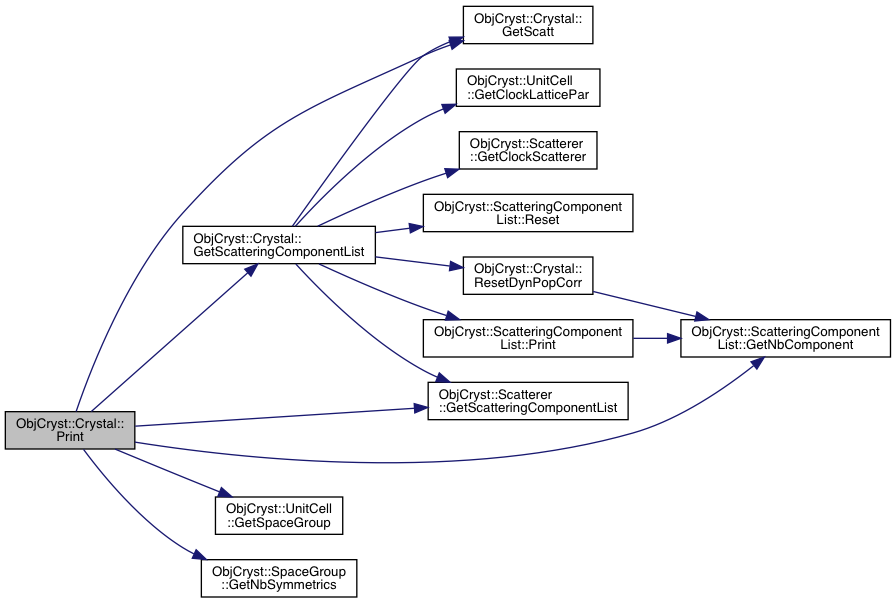 ObjCryst::Crystal::
GetScatt
ObjCryst::UnitCell
::GetClockLatticePar
ObjCryst::Scatterer
::GetClockScatterer
ObjCryst::ScatteringComponent
List::Reset
ObjCryst::Crystal::
GetScatteringComponentList
ObjCryst::Crystal::
ResetDynPopCorr
ObjCryst::ScatteringComponent
List::Print
ObjCryst::ScatteringComponent
List::GetNbComponent
ObjCryst::Scatterer
::GetScatteringComponentList
ObjCryst::Crystal::
Print
ObjCryst::UnitCell
::GetSpaceGroup
ObjCryst::SpaceGroup
::GetNbSymmetrics